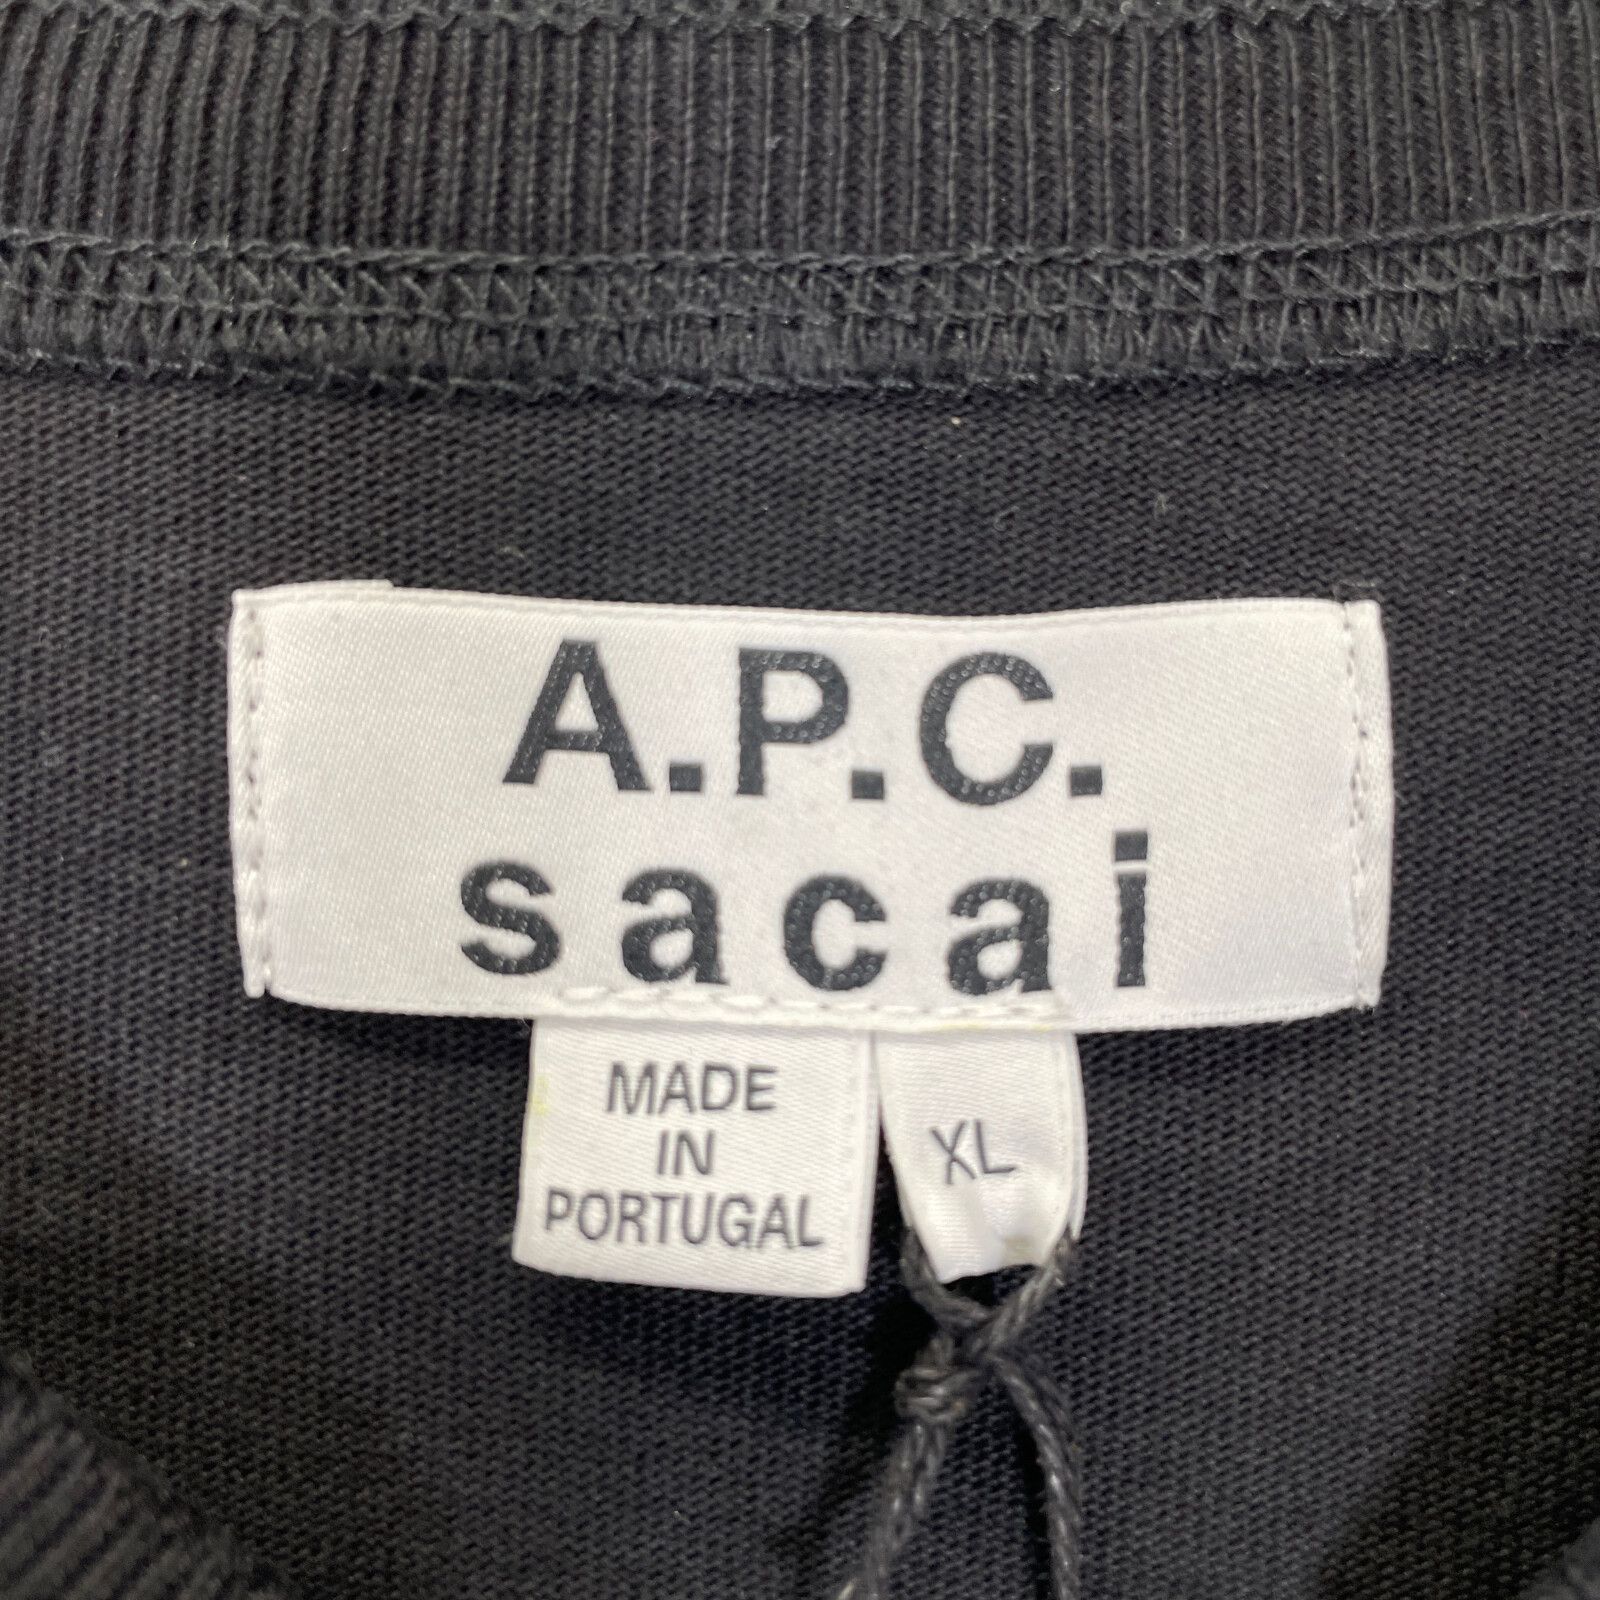 A.P.C.
sacai
MADE
IN
PORTUGAL
XL